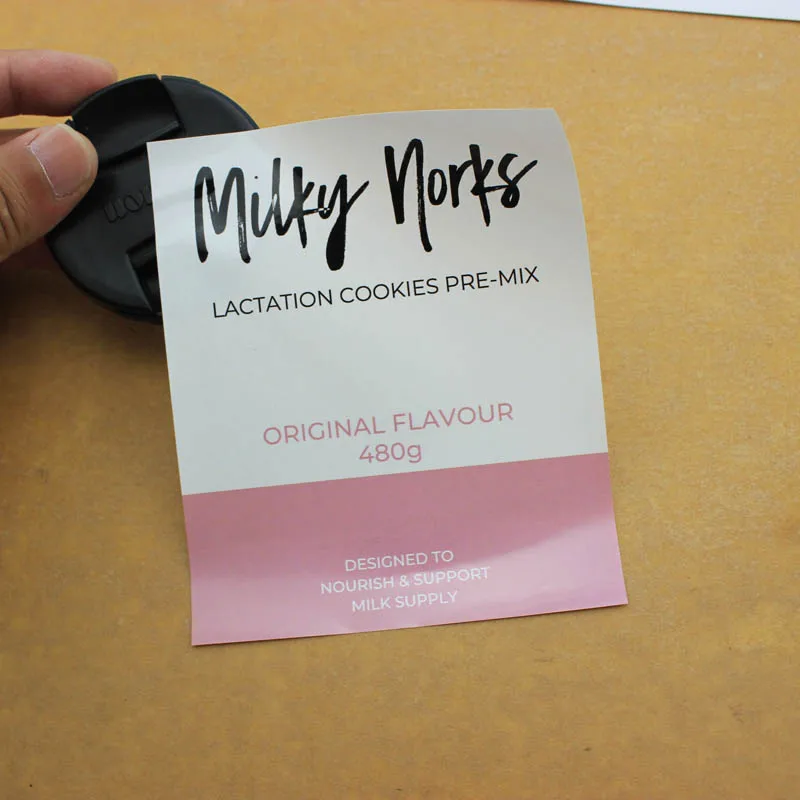 Milky Norks
LACTATION COOKIES PRE-MIX
ORIGINAL FLAVOUR
480g
DESIGNED TO
NOURISH & SUPPORT
MILK SUPPLY